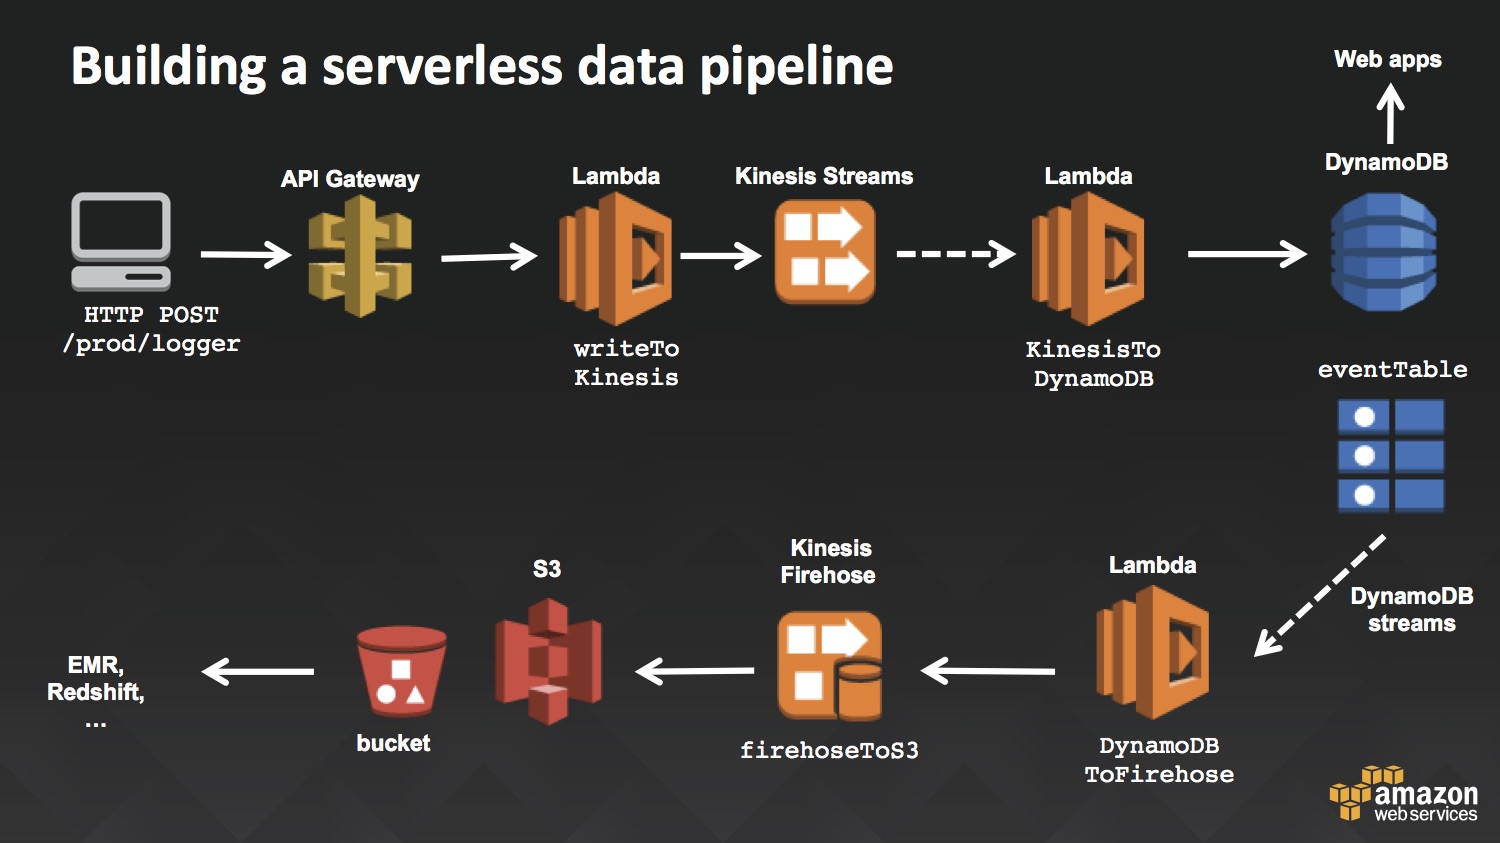 Building a serverless data pipeline
Web apps
DynamoDB
API Gateway
Lambda
Kinesis Streams
Lambda
HTTP POST
/prod/logger
writeTo
Kinesis
KinesisTo
DynamoDB
eventTable
DynamoDB
streams
Lambda
DynamoDB
ToFirehose
Kinesis
Firehose
firehoseToS3
S3
bucket
EMR,
Redshift,
...
amazon
web services